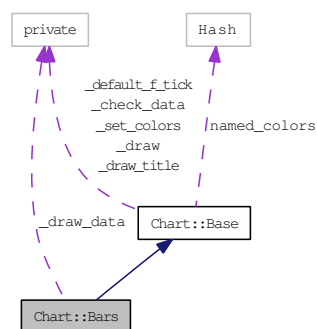 private
Hash
_default_f_tick
_check_data
_set_colors
_draw
_draw_title
named_colors
_draw_data
Chart::Base
Chart::Bars